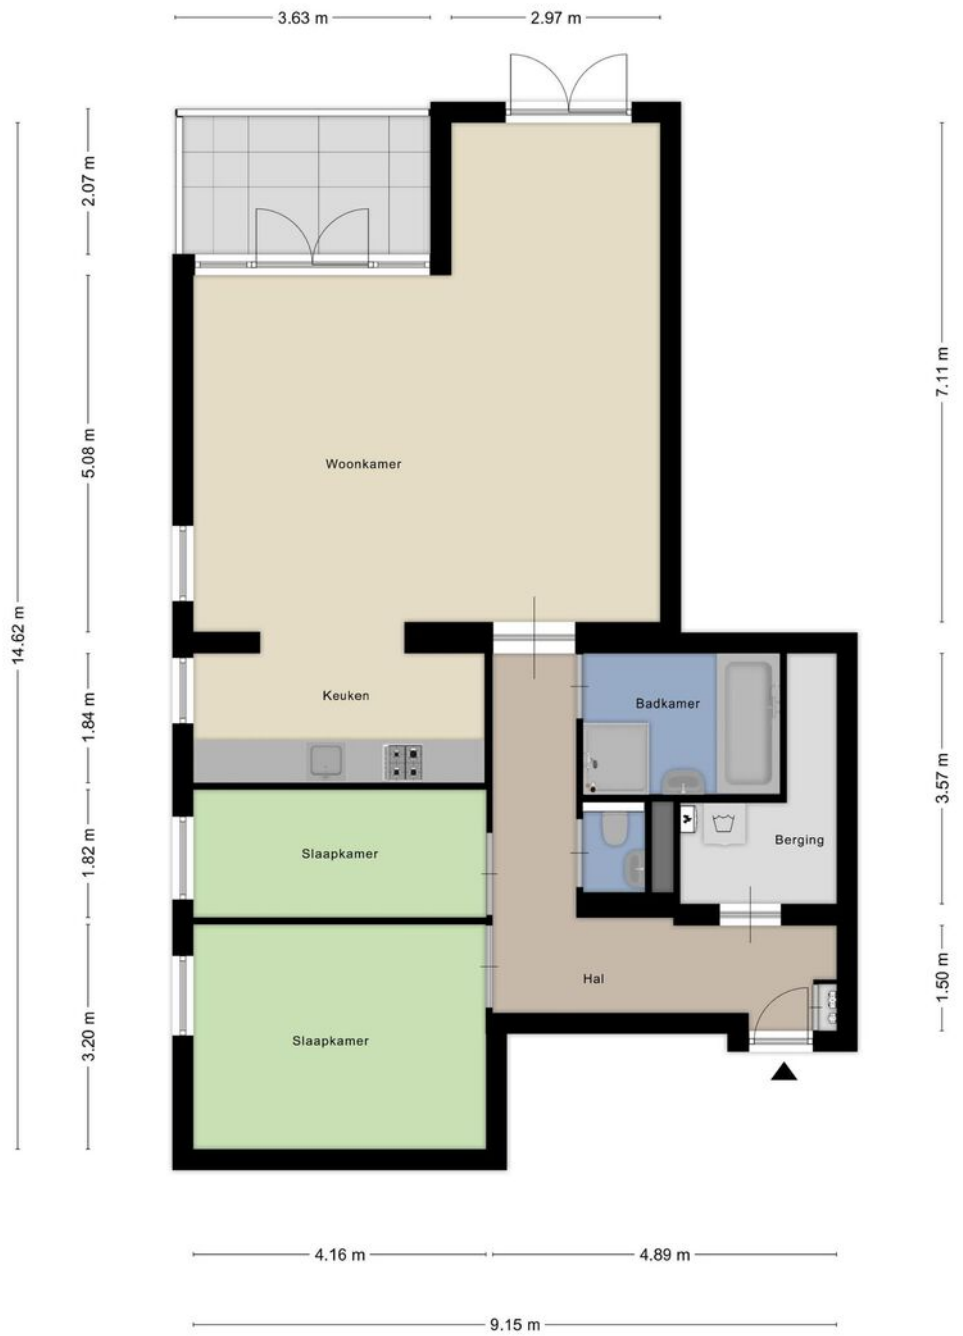 3.63 m
2.97 m
2.07 m
5.08 m
7.11 m
14.62 m
Woonkamer
Keuken
Badkamer
1.84 m
3.57 m
Slaapkamer
Berging
1.82 m
Hal
1.50 m
Slaapkamer
3.20 m
4.16 m
4.89 m
9.15 m